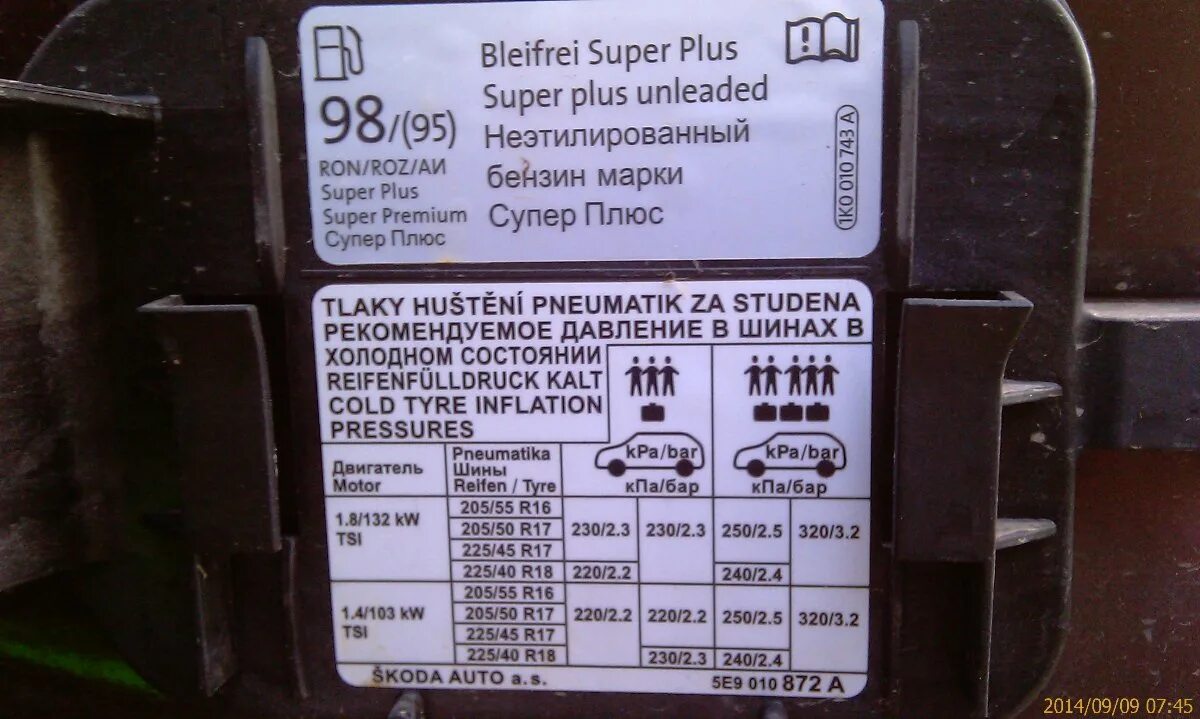 98/(95)
RON/ROZ/АИ
Super Plus
Super Premium
Супер Плюс
Bleifrei Super Plus
Super plus unleaded
Неэтилированный
бензин марки
Супер Плюс
1K0 010 743 A
TLAKY HUŠTĚNÍ PNEUMATIK ZA STUDENA
РЕКОМЕНДУЕМОЕ ДАВЛЕНИЕ В ШИНАХ В
ХОЛОДНОМ СОСТОЯНИИ
REIFENFÜLLDRUCK KALT
COLD TYRE INFLATION
PRESSURES
kPa/bar kPa/bar
кПа/бар кПа/бар
Двигатель
Motor
Pneumatika
Шины
Reifen / Tyre
1.8/132 kW
TSI
205/55 R16
205/50 R17 230/2.3 230/2.3 250/2.5 320/3.2
225/45 R17
225/40 R18 220/2.2 240/2.4
1.4/103 kW
TSI
205/55 R16
205/50 R17 220/2.2 220/2.2 250/2.5 320/3.2
225/45 R17
225/40 R18 230/2.3 240/2.4
ŠKODA AUTO a.s. 5E9 010 872 A
2014/09/09 07:45